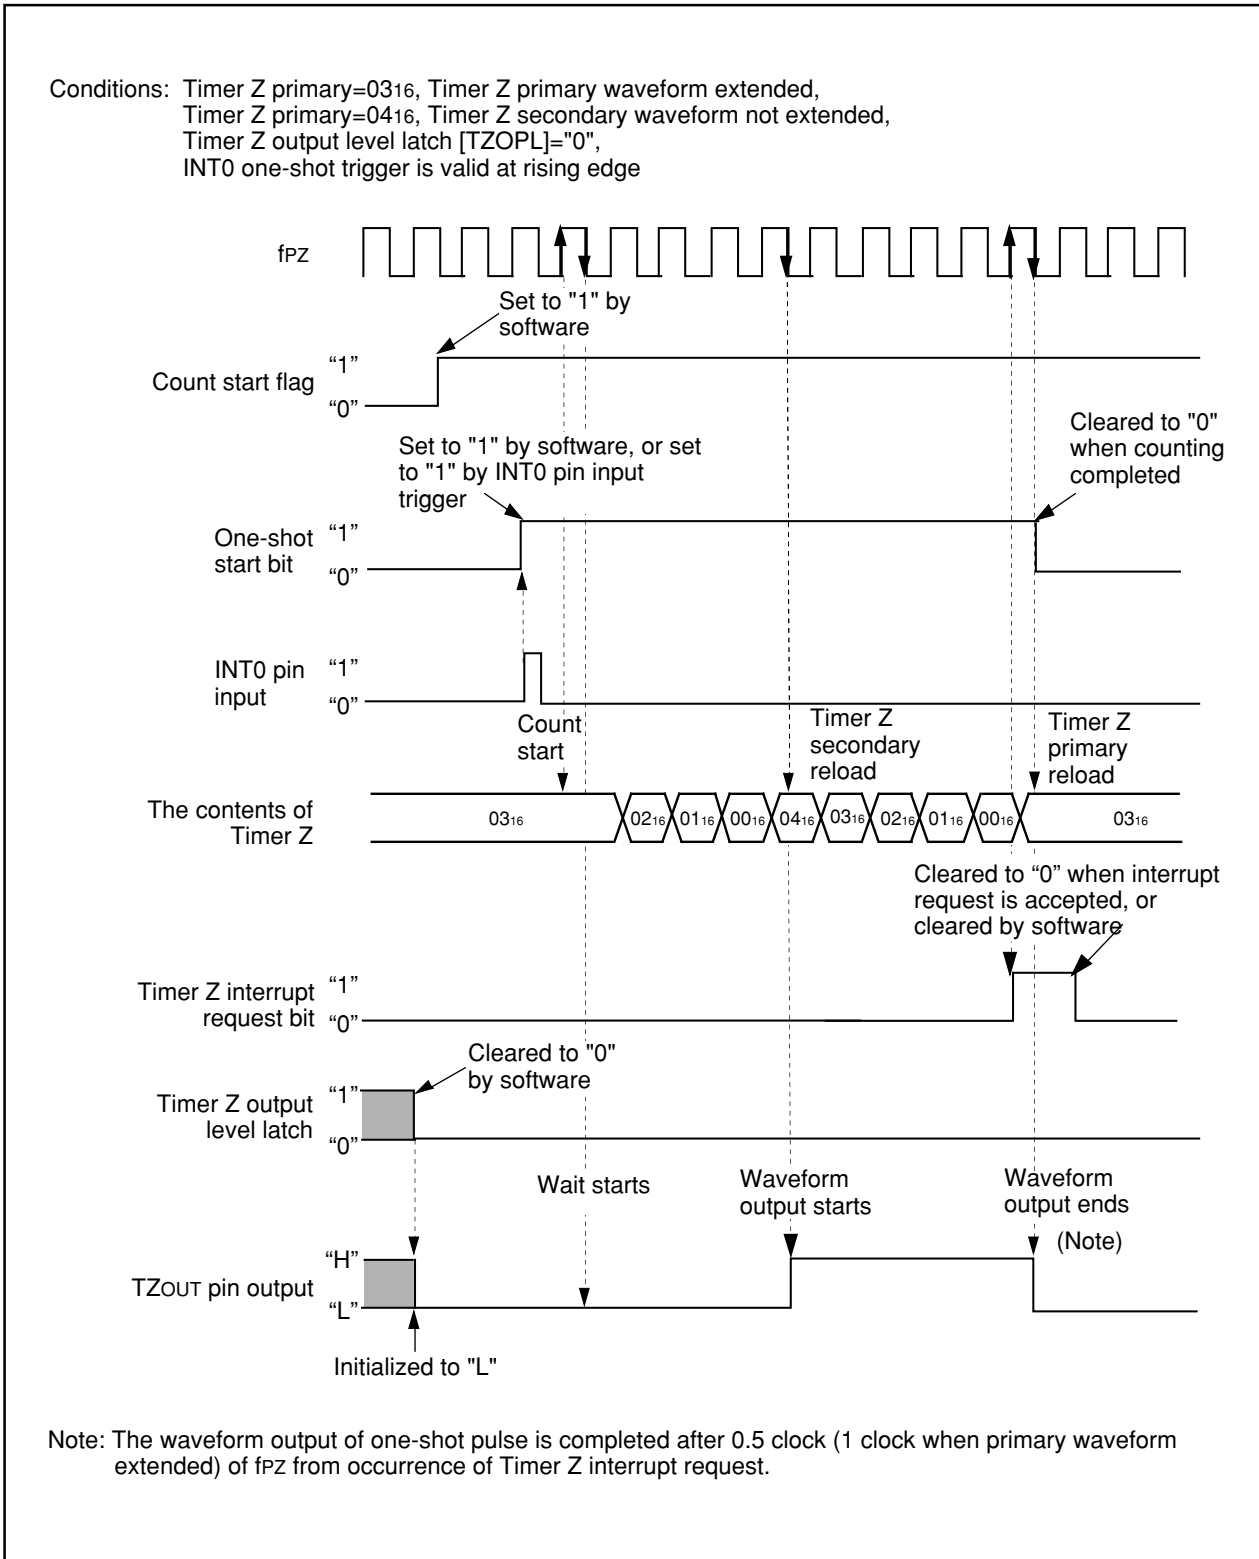 Conditions: Timer Z primary=0316, Timer Z primary waveform extended,
Timer Z primary=0416, Timer Z secondary waveform not extended,
Timer Z output level latch [TZOPL]="0",
INT0 one-shot trigger is valid at rising edge
fPZ
Set to "1" by
software
Count start flag
“1”
“0”
Set to "1" by software, or set
to "1" by INT0 pin input
trigger
Cleared to "0"
when counting
completed
One-shot
start bit
“1”
“0”
INT0 pin
input
“1”
“0”
Count
start
Timer Z
secondary
reload
Timer Z
primary
reload
The contents of
Timer Z
0316 0216 0116 0016 0416 0316 0216 0116 0016 0316
Cleared to “0” when interrupt
request is accepted, or
cleared by software
Timer Z interrupt
request bit
“1”
“0”
Cleared to "0"
by software
Timer Z output
level latch
“1”
“0”
Wait starts
Waveform
output starts
Waveform
output ends
(Note)
TZOUT pin output
“H”
“L”
Initialized to "L"
Note: The waveform output of one-shot pulse is completed after 0.5 clock (1 clock when primary waveform
extended) of fPZ from occurrence of Timer Z interrupt request.